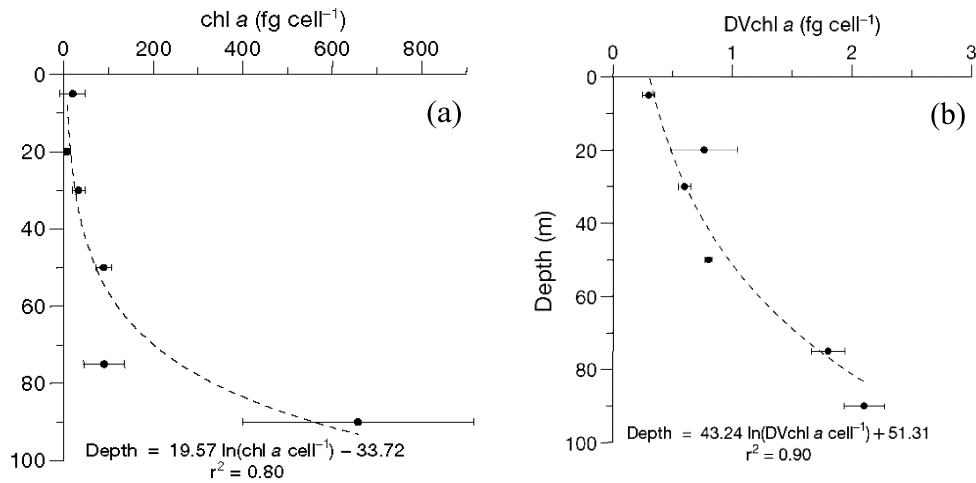 chl a (fg cell⁻¹)
0 200 400 600 800
0
20
40
60
80
100
(a)
Depth = 19.57 ln(chl a cell⁻¹) – 33.72
r² = 0.80
DVchl a (fg cell⁻¹)
0 1 2 3
Depth (m)
0
20
40
60
80
100
(b)
Depth = 43.24 ln(DVchl a cell⁻¹) + 51.31
r² = 0.90